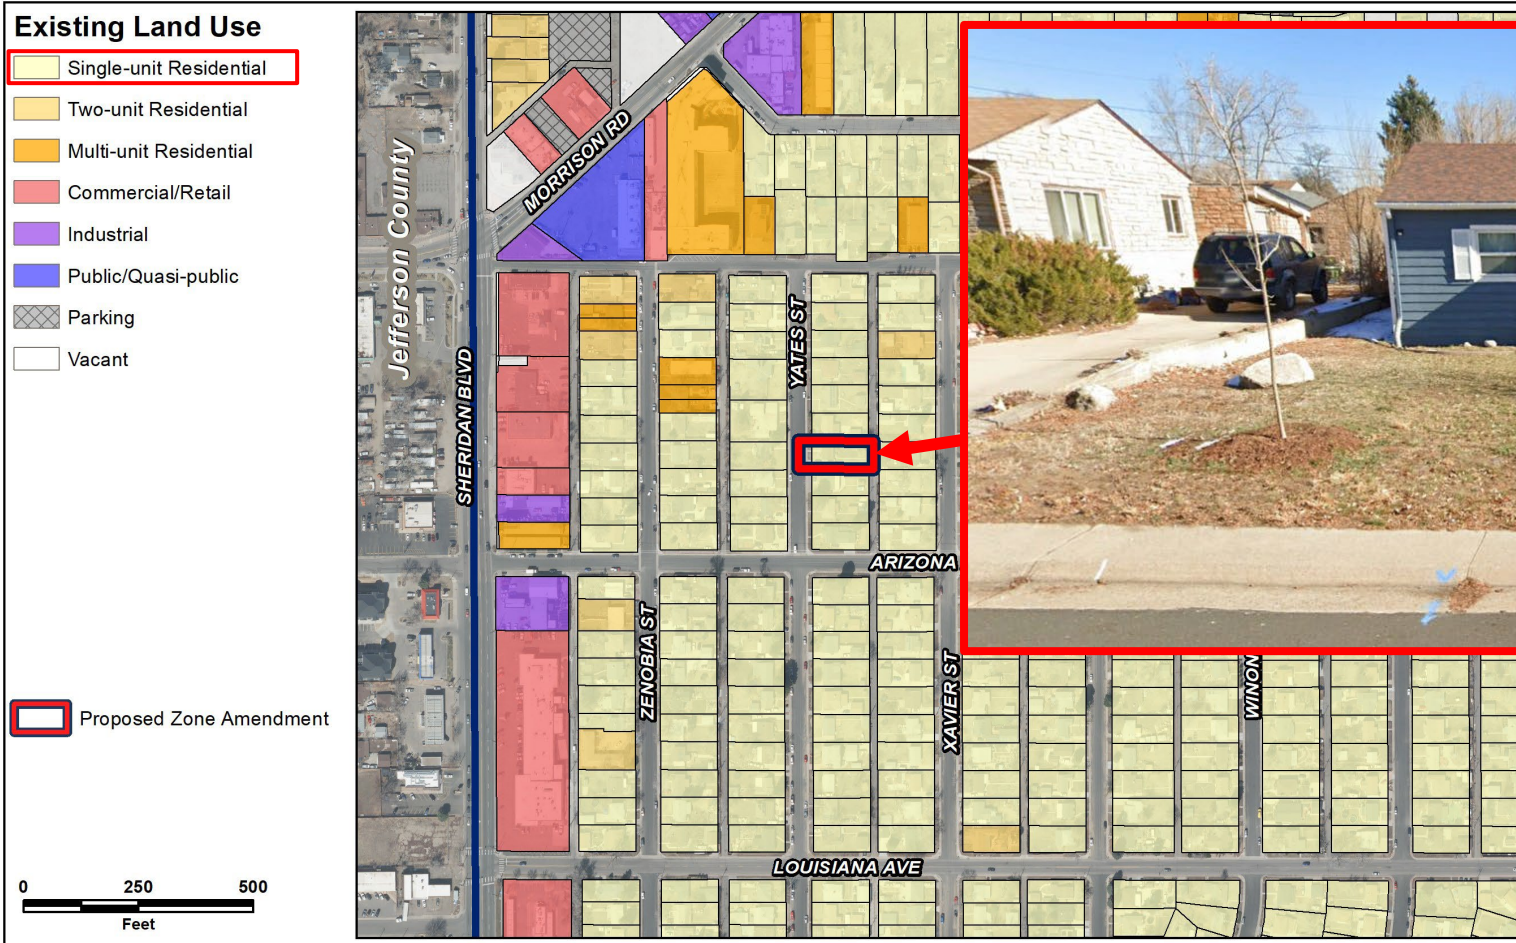 Existing Land Use
Single-unit Residential
Two-unit Residential
Multi-unit Residential
Commercial/Retail
Industrial
Public/Quasi-public
Parking
Vacant
Proposed Zone Amendment
0 250 500
Feet
Jefferson County
SHERIDAN BLVD
MORRISON RD
YATES ST
ARIZONA
ZENOBIA ST
XAVIER ST
WINON
LOUISIANA AVE